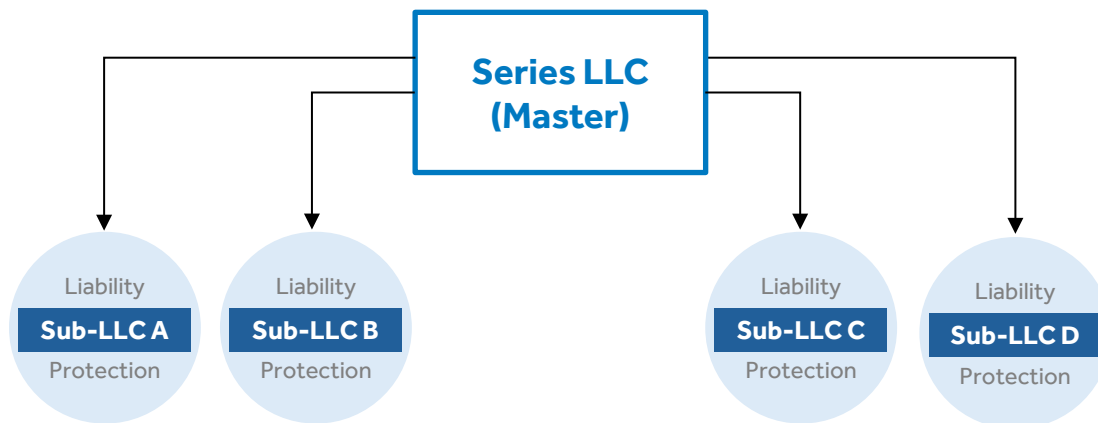 Series LLC
(Master)
Liability
Sub-LLC A
Protection
Liability
Sub-LLC B
Protection
Liability
Sub-LLC C
Protection
Liability
Sub-LLC D
Protection